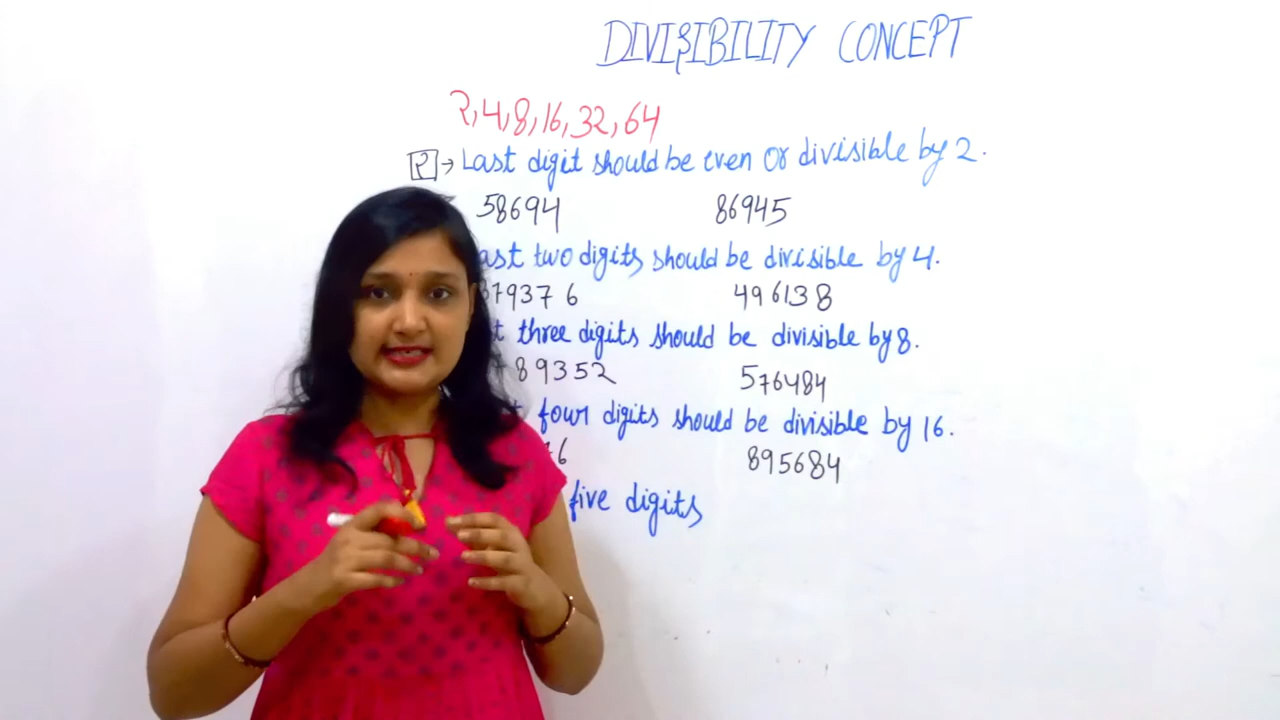 DIVISIBILITY CONCEPT
2,4,8,16,32,64
2 → Last digit should be even or divisible by 2.
58694 86945
two digits should be divisible by 4.
79376 496138
three digits should be divisible by 8.
89352 576484
four digits should be divisible by 16.
6 895684
five digits